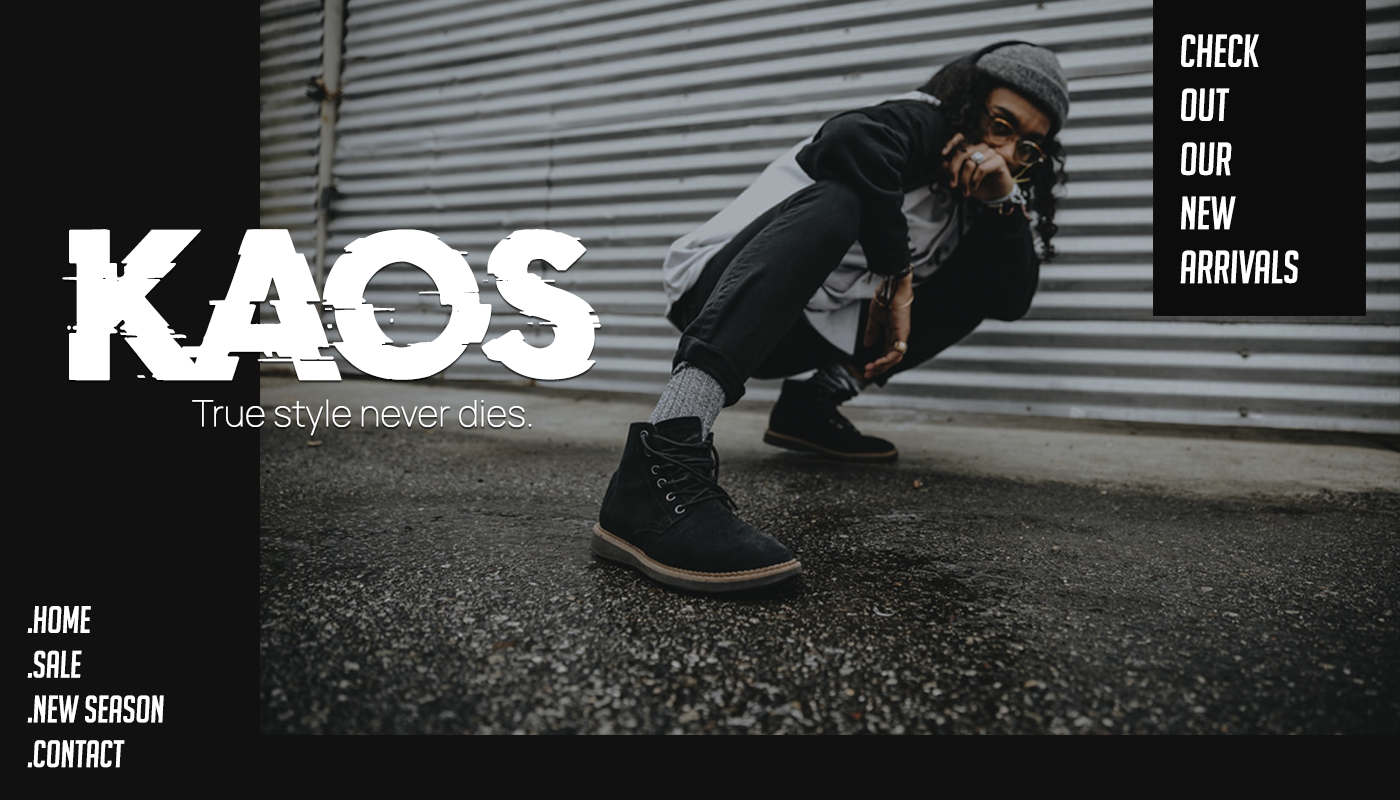 KAOS
True style never dies.
CHECK
OUT
OUR
NEW
ARRIVALS
.HOME
.SALE
.NEW SEASON
.CONTACT